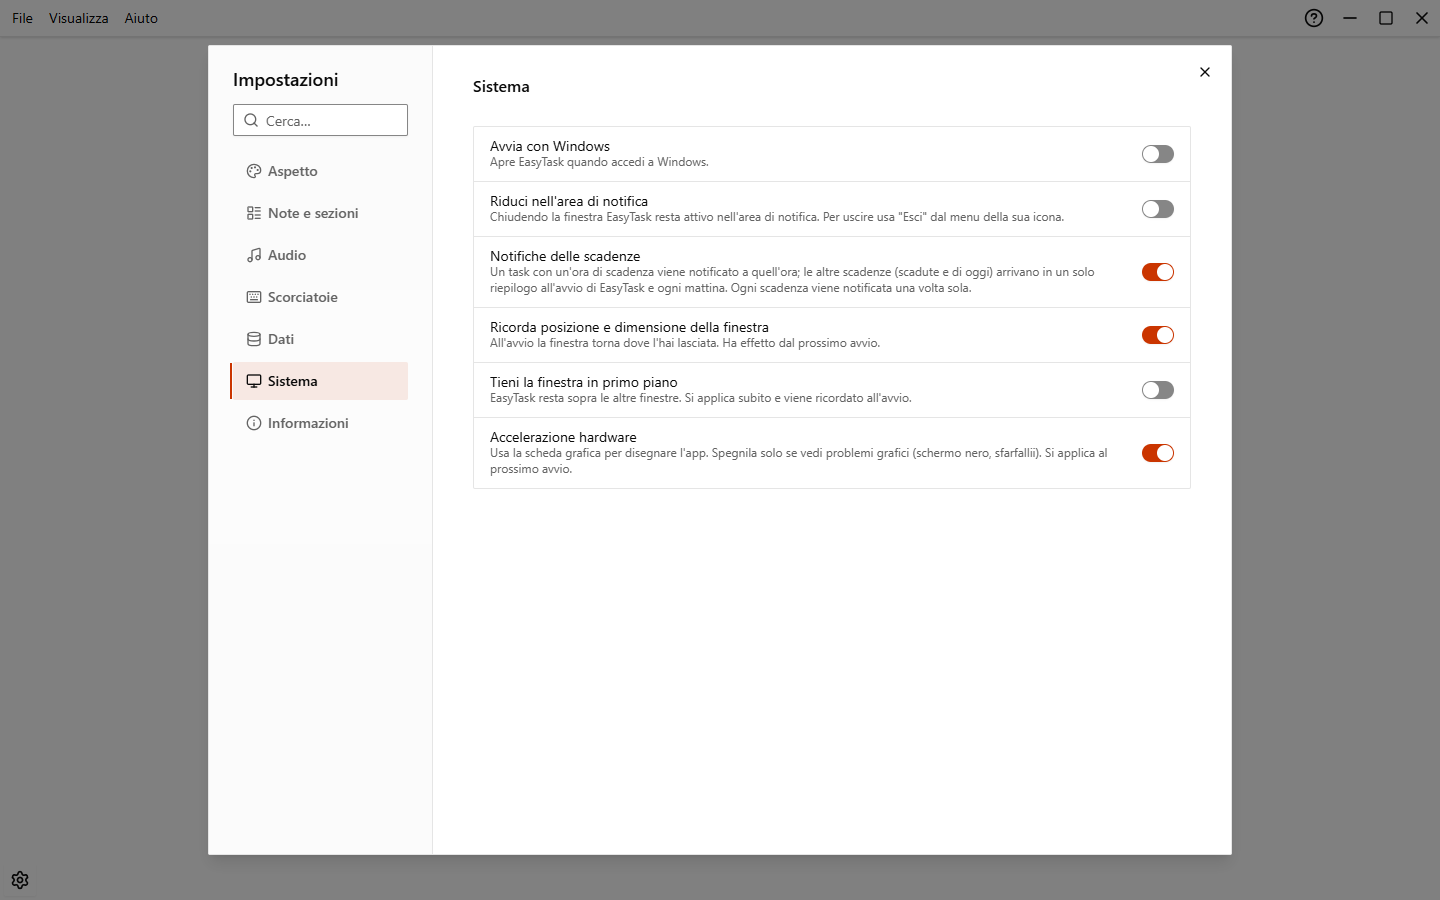 File Visualizza Aiuto
Impostazioni
Cerca...
Aspetto
Note e sezioni
Audio
Scorciatoie
Dati
Sistema
Informazioni
Sistema
Avvia con Windows
Apre EasyTask quando accedi a Windows.
Riduci nell'area di notifica
Chiudendo la finestra EasyTask resta attivo nell'area di notifica. Per uscire usa "Esci" dal menu della sua icona.
Notifiche delle scadenze
Un task con un'ora di scadenza viene notificato a quell'ora; le altre scadenze (scadute e di oggi) arrivano in un solo
riepilogo all'avvio di EasyTask e ogni mattina. Ogni scadenza viene notificata una volta sola.
Ricorda posizione e dimensione della finestra
All'avvio la finestra torna dove l'hai lasciata. Ha effetto dal prossimo avvio.
Tieni la finestra in primo piano
EasyTask resta sopra le altre finestre. Si applica subito e viene ricordato all'avvio.
Accelerazione hardware
Usa la scheda grafica per disegnare l'app. Spegnila solo se vedi problemi grafici (schermo nero, sfarfallii). Si applica al
prossimo avvio.